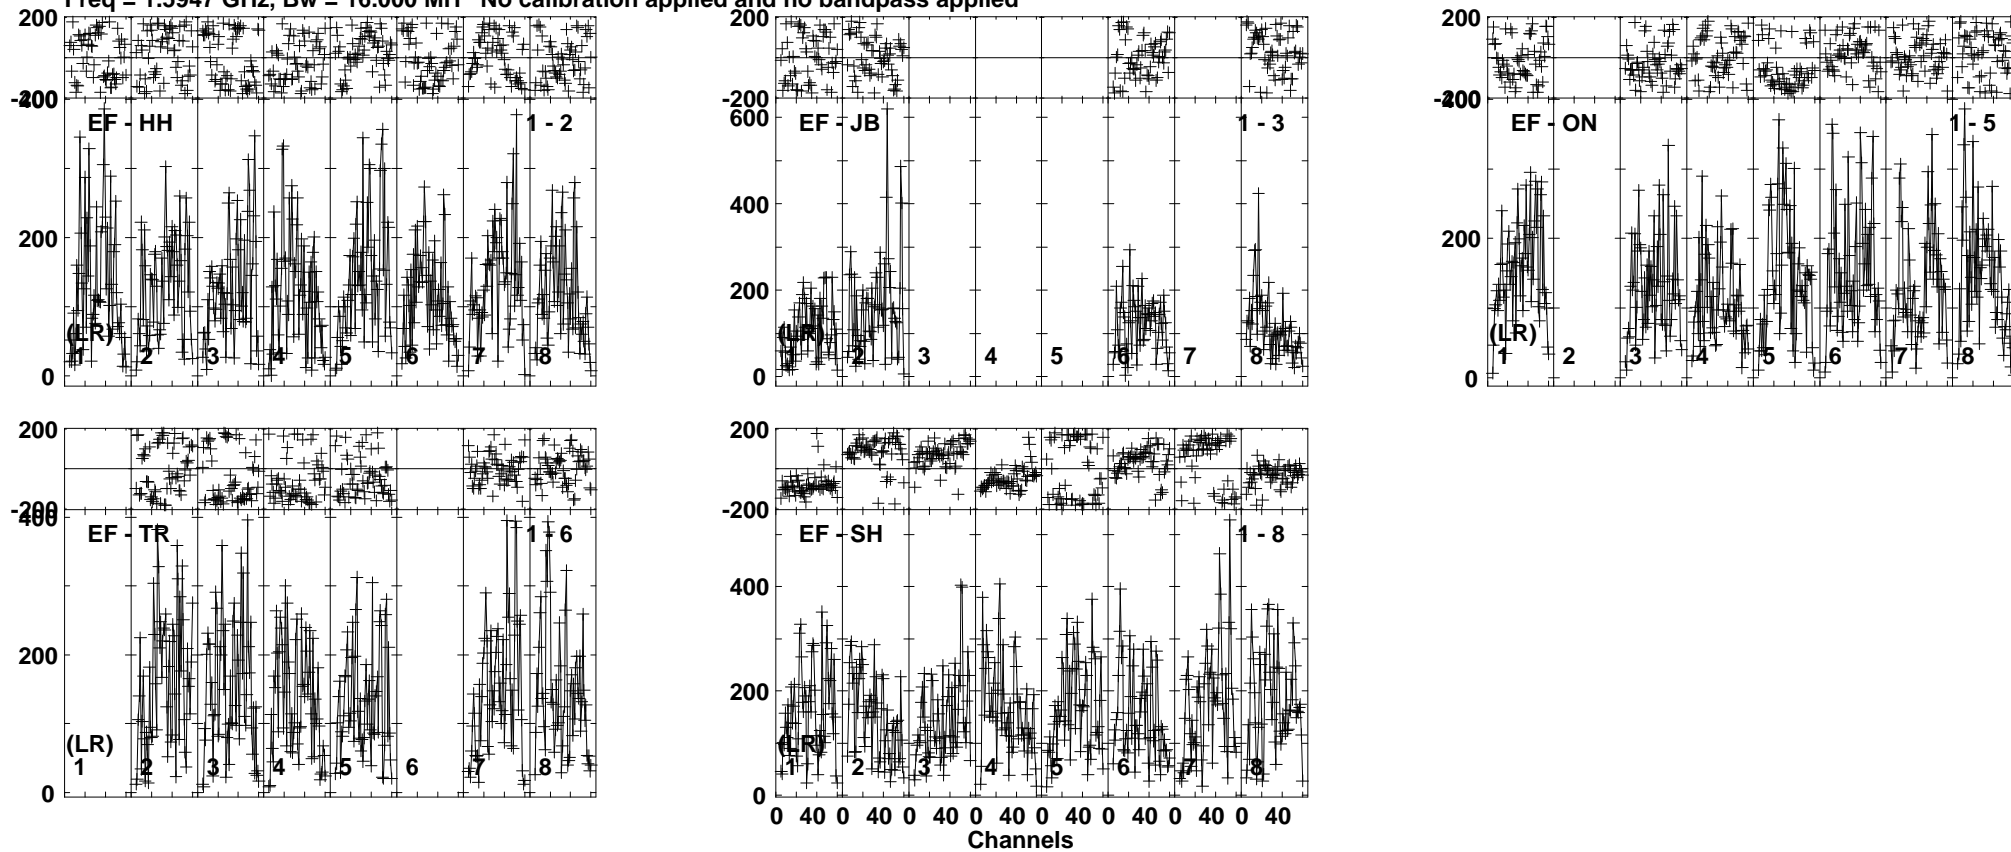 Freq = 1.5947 GHz, Bw = 16.000 MH No calibration applied and no bandpass applied
200 200 200
-200 -200 -200
400 600 400
EF - HH 1 - 2 EF - JB 1 - 3 EF - ON 1 - 5
400
200 200 200
(LR) (LR) (LR)
1 2 3 4 5 6 7 8 1 2 3 4 5 6 7 8 1 2 3 4 5 6 7 8
0 0 0
200 200
-200 -200
400
EF - TR 1 - 6 EF - SH 1 - 8
400
200 200
(LR) (LR)
1 2 3 4 5 6 7 8 1 2 3 4 5 6 7 8
0 0
0 40 0 40 0 40 0 40 0 40 0 40 0 40 0 40
Channels